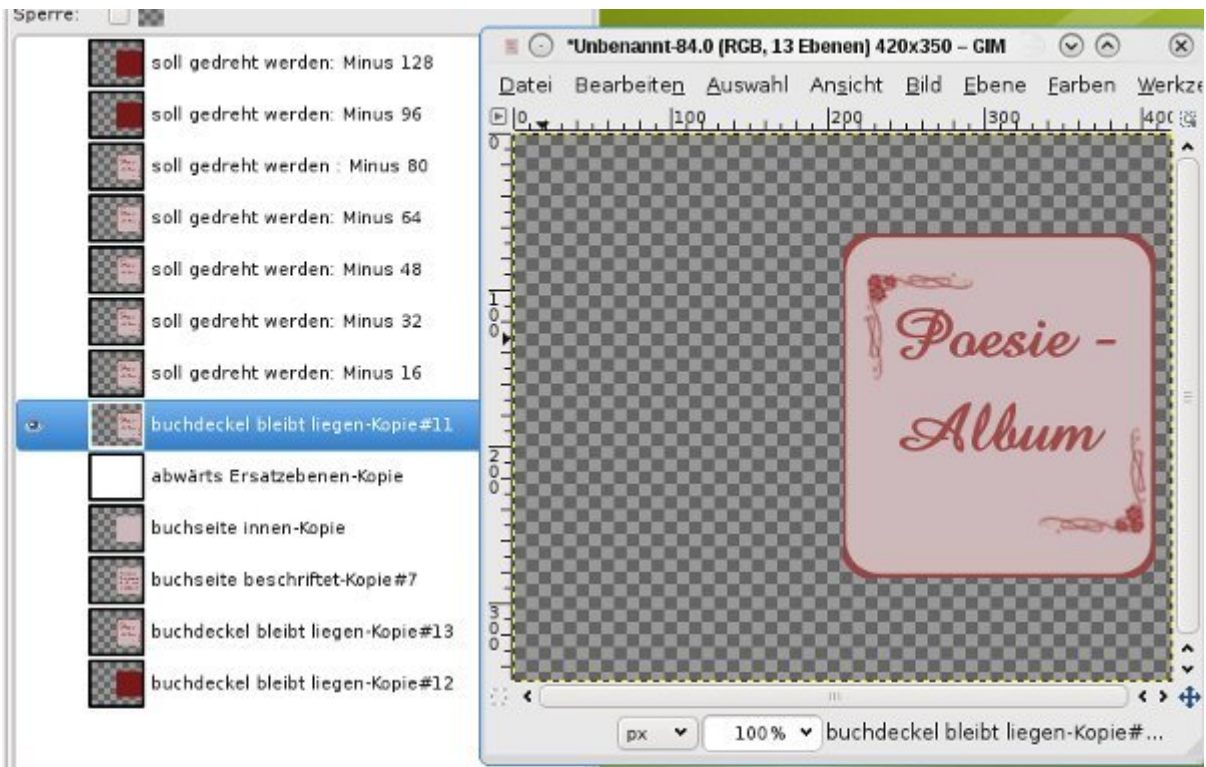 Sperre:
soll gedreht werden: Minus 128
soll gedreht werden: Minus 96
soll gedreht werden : Minus 80
soll gedreht werden: Minus 64
soll gedreht werden: Minus 48
soll gedreht werden: Minus 32
soll gedreht werden: Minus 16
buchdeckel bleibt liegen-Kopie#11
abwärts Ersatzebenen-Kopie
buchseite innen-Kopie
buchseite beschriftet-Kopie#7
buchdeckel bleibt liegen-Kopie#13
buchdeckel bleibt liegen-Kopie#12
*Unbenannt-84.0 (RGB, 13 Ebenen) 420x350 – GIM
Datei Bearbeiten Auswahl Ansicht Bild Ebene Farben Werkze
0 100 200 300 400
0
100
200
300
Poesie -
Album
px 100% buchdeckel bleibt liegen-Kopie#...